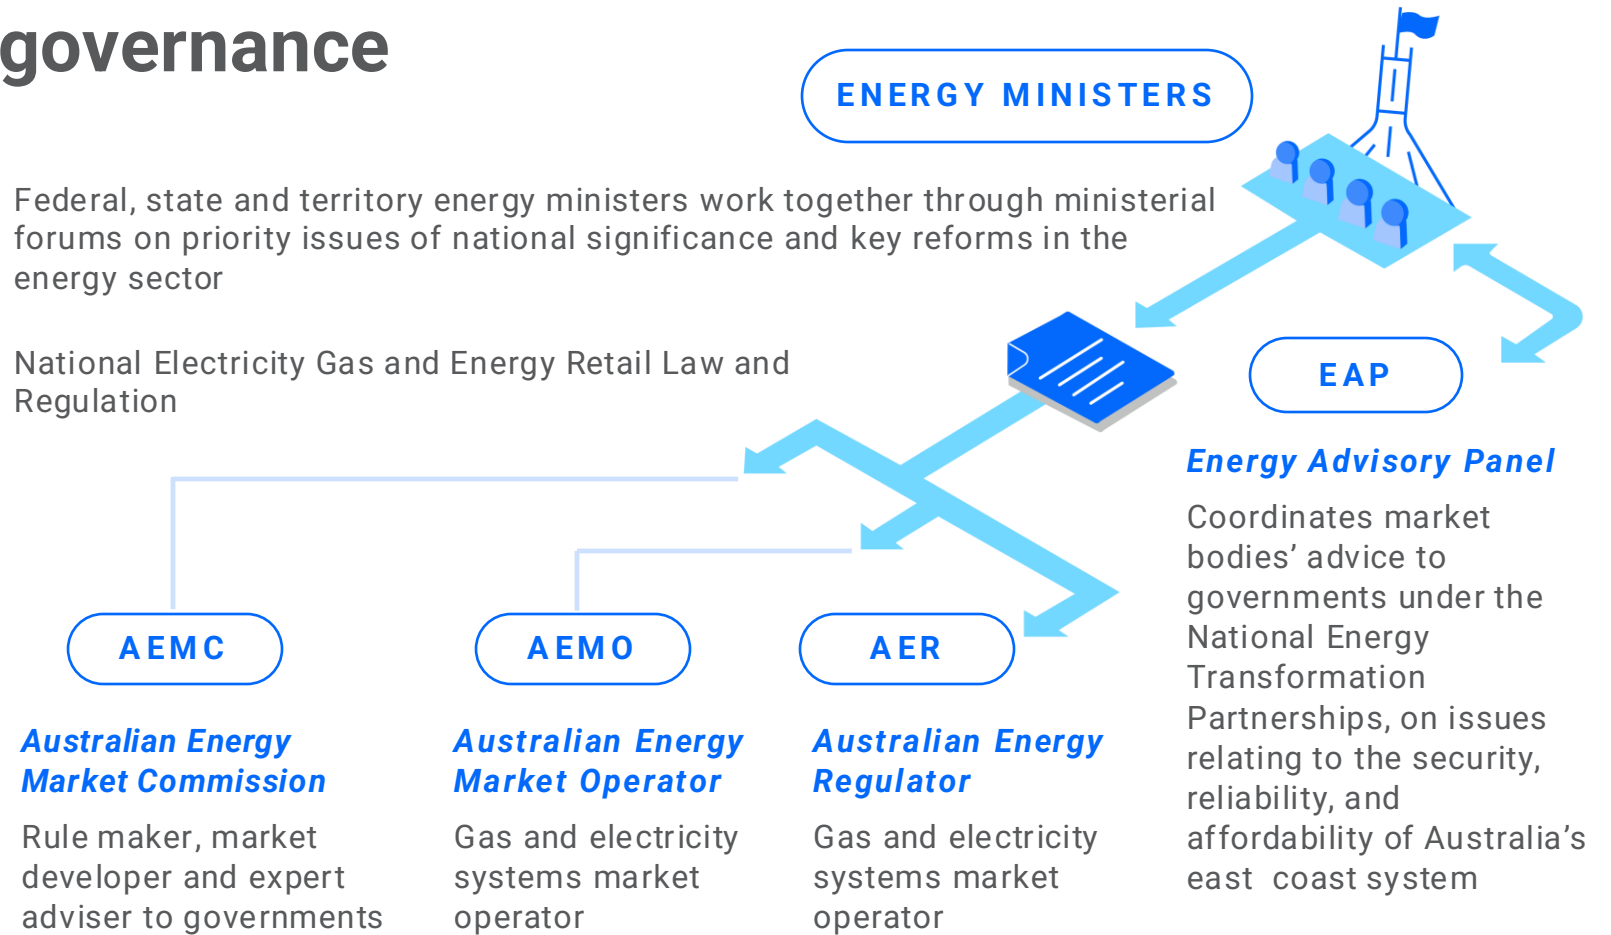 governance
ENERGY MINISTERS
Federal, state and territory energy ministers work together through ministerial
forums on priority issues of national significance and key reforms in the
energy sector
National Electricity Gas and Energy Retail Law and
Regulation
EAP
Energy Advisory Panel
Coordinates market
bodies’ advice to
governments under the
National Energy
Transformation
Partnerships, on issues
relating to the security,
reliability, and
affordability of Australia’s
east coast system
AEMC
Australian Energy
Market Commission
Rule maker, market
developer and expert
adviser to governments
AEMO
Australian Energy
Market Operator
Gas and electricity
systems market
operator
AER
Australian Energy
Regulator
Gas and electricity
systems market
operator